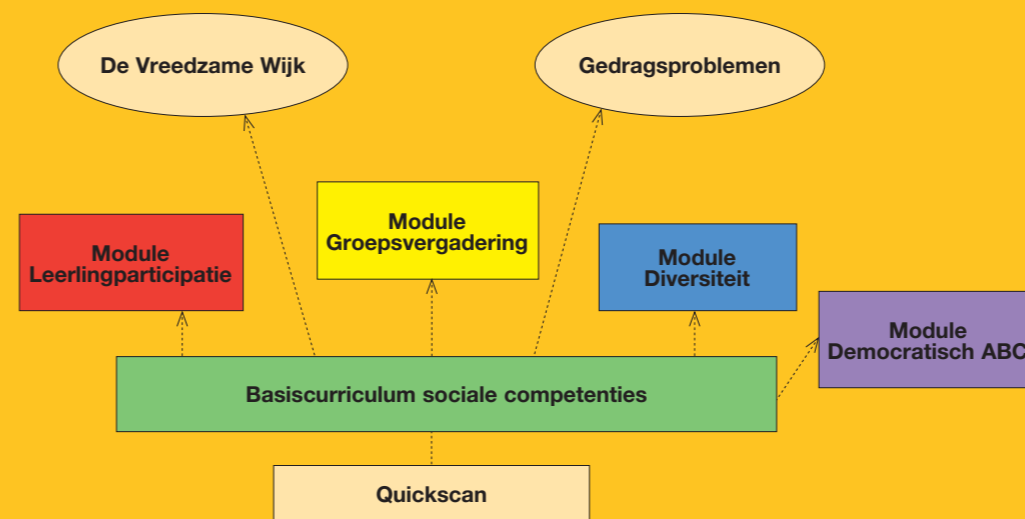 De Vreedzame Wijk
Gedragsproblemen
Module
Groepsvergadering
Module
Leerlingparticipatie
Module
Diversiteit
Module
Democratisch ABC
Basiscurriculum sociale competenties
Quickscan